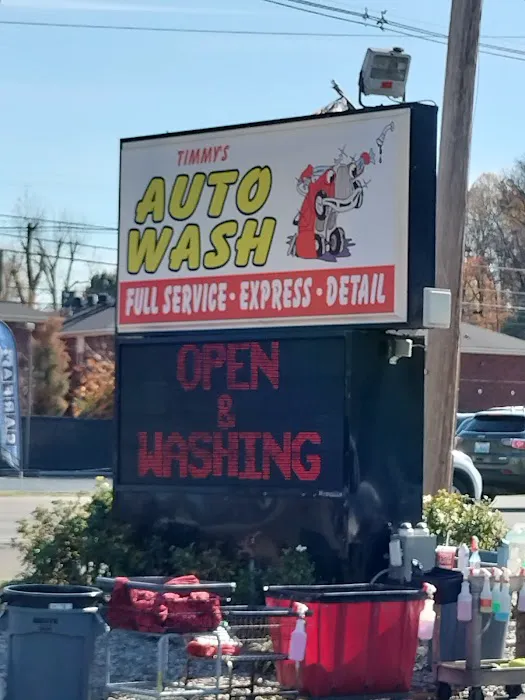 TIMMY'S
AUTO
WASH
FULL SERVICE • EXPRESS • DETAIL
OPEN
&
WASHING